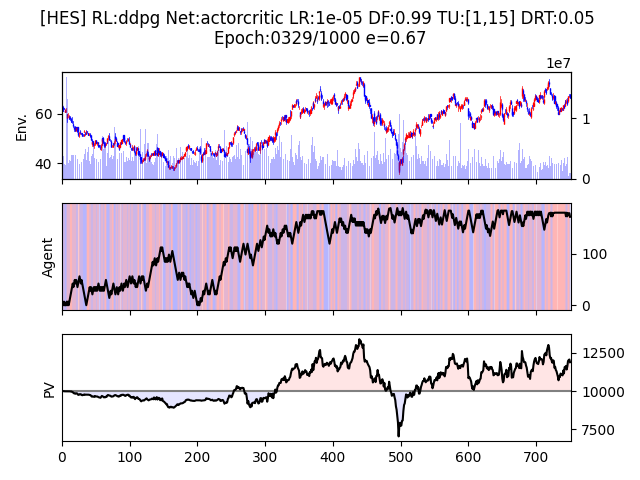 [HES] RL:ddpg Net:actorcritic LR:1e-05 DF:0.99 TU:[1,15] DRT:0.05
Epoch:0329/1000 e=0.67
1e7
Env.
60
40
1
0
Agent
100
0
PV
12500
10000
7500
0 100 200 300 400 500 600 700